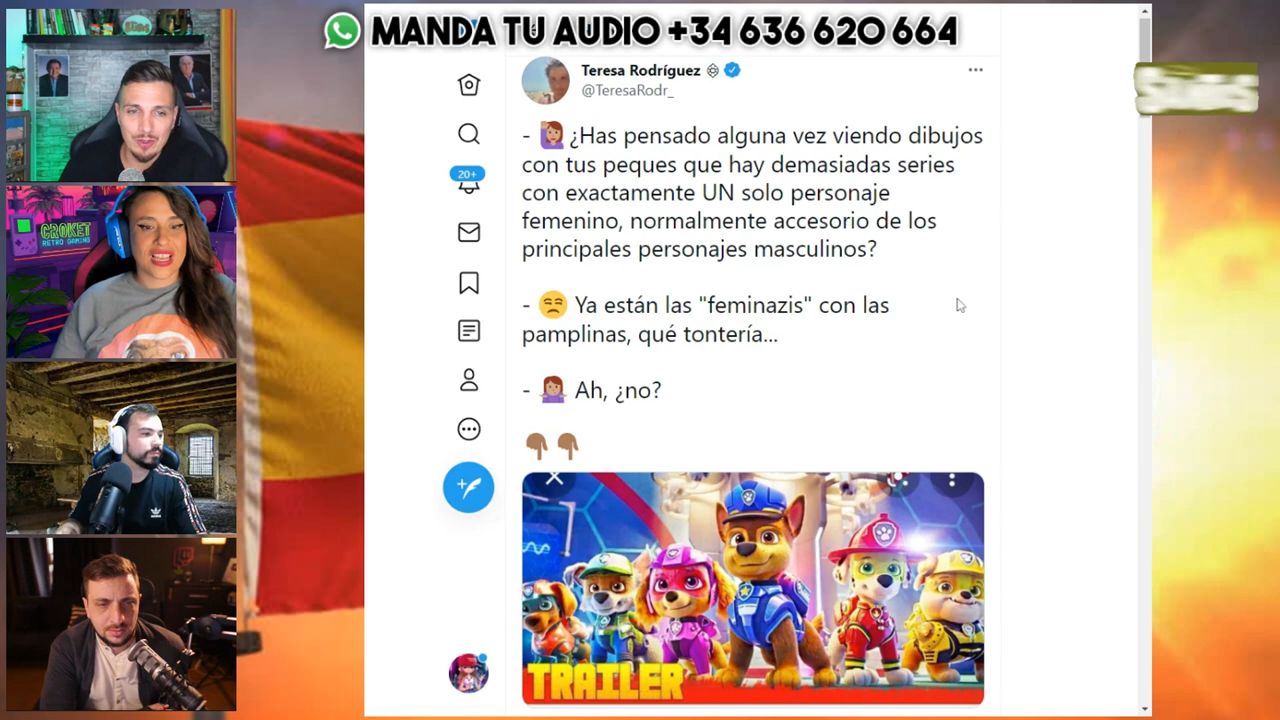 MANDA TU AUDIO +34 636 620 664
Teresa Rodríguez
@TeresaRodr_
- ¿Has pensado alguna vez viendo dibujos
con tus peques que hay demasiadas series
con exactamente UN solo personaje
femenino, normalmente accesorio de los
principales personajes masculinos?
- Ya están las "feminazis" con las
pamplinas, qué tontería...
- Ah, ¿no?
20+
TRAILER
CROKET
RETRO GAMING